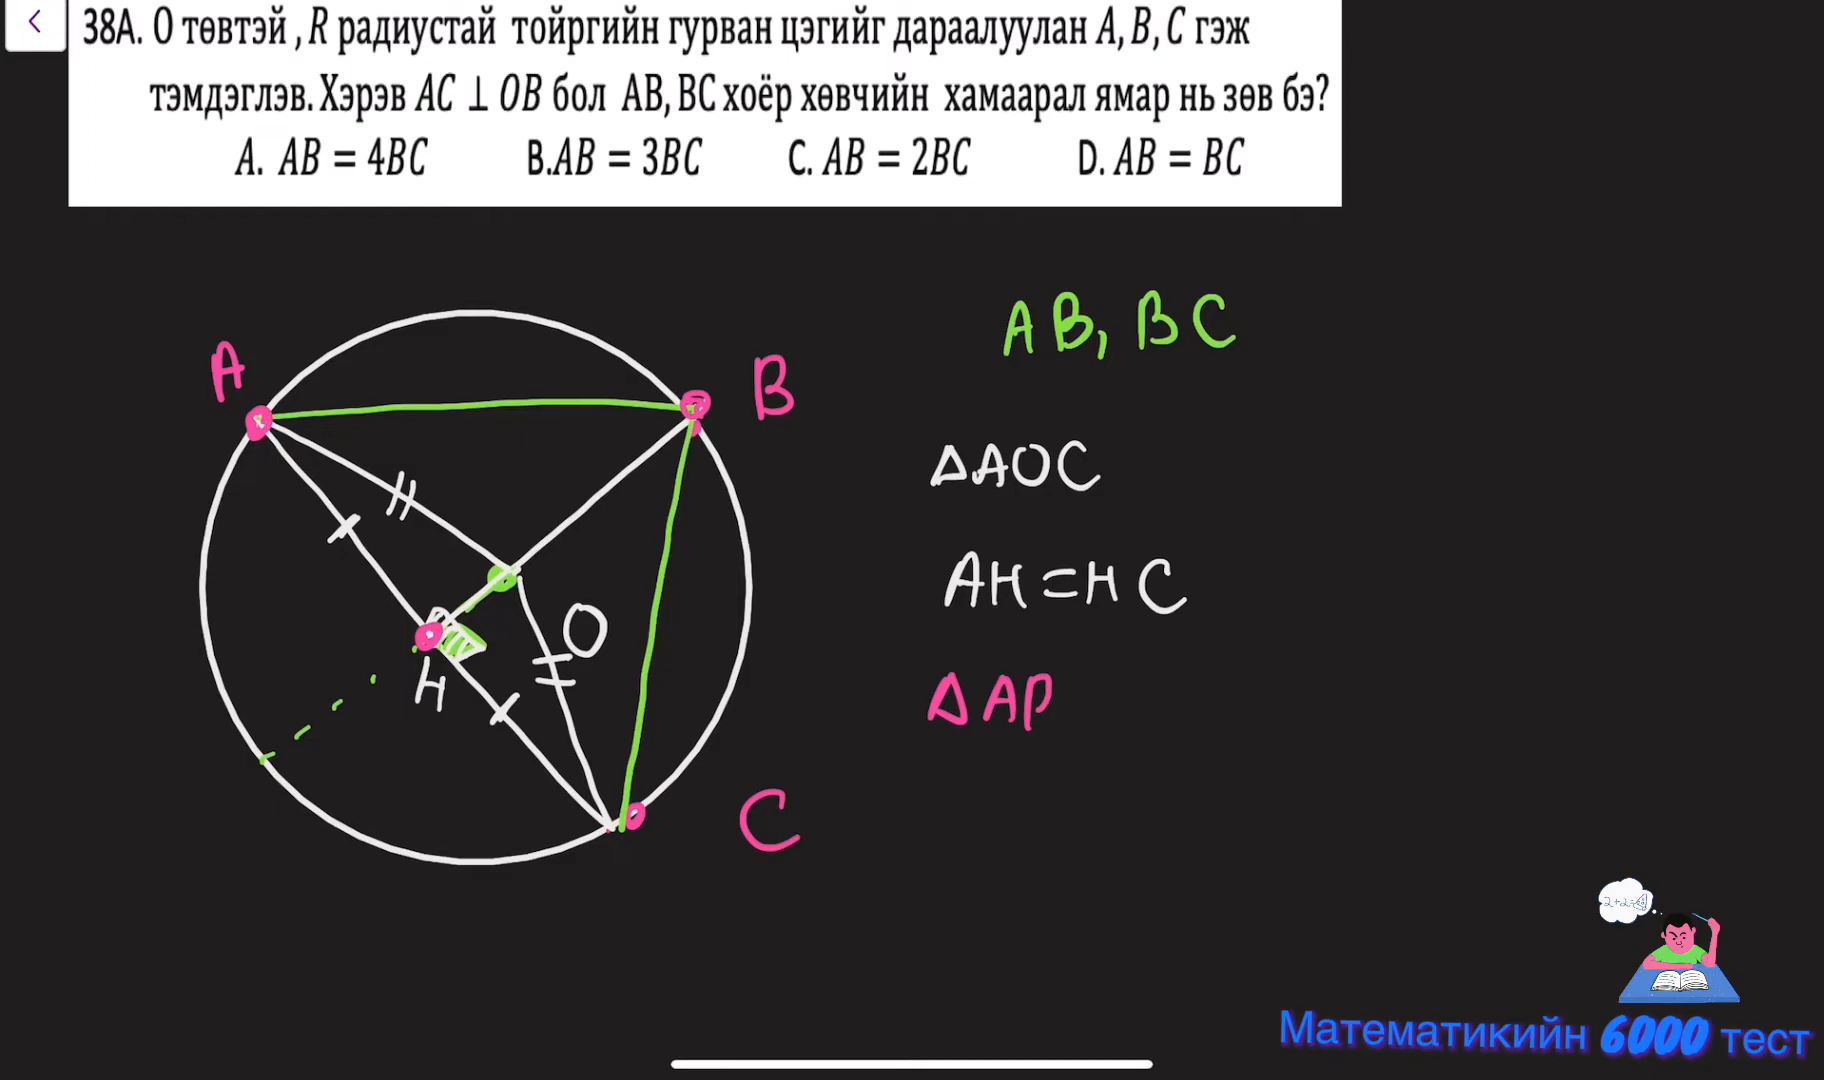 38А. О төвтэй , R радиустай тойргийн гурван цэгийг дараалуулан A, B, C гэж
тэмдэглэв. Хэрэв AC ⊥ OB бол AB, BC хоёр хөвчийн хамаарал ямар нь зөв бэ?
A. AB = 4BC B.AB = 3BC C. AB = 2BC D. AB = BC
AB, BC
A
B
ΔAOC
AH=HC
O
H
ΔAP
C
2+2=
Математикийн 6000 тест